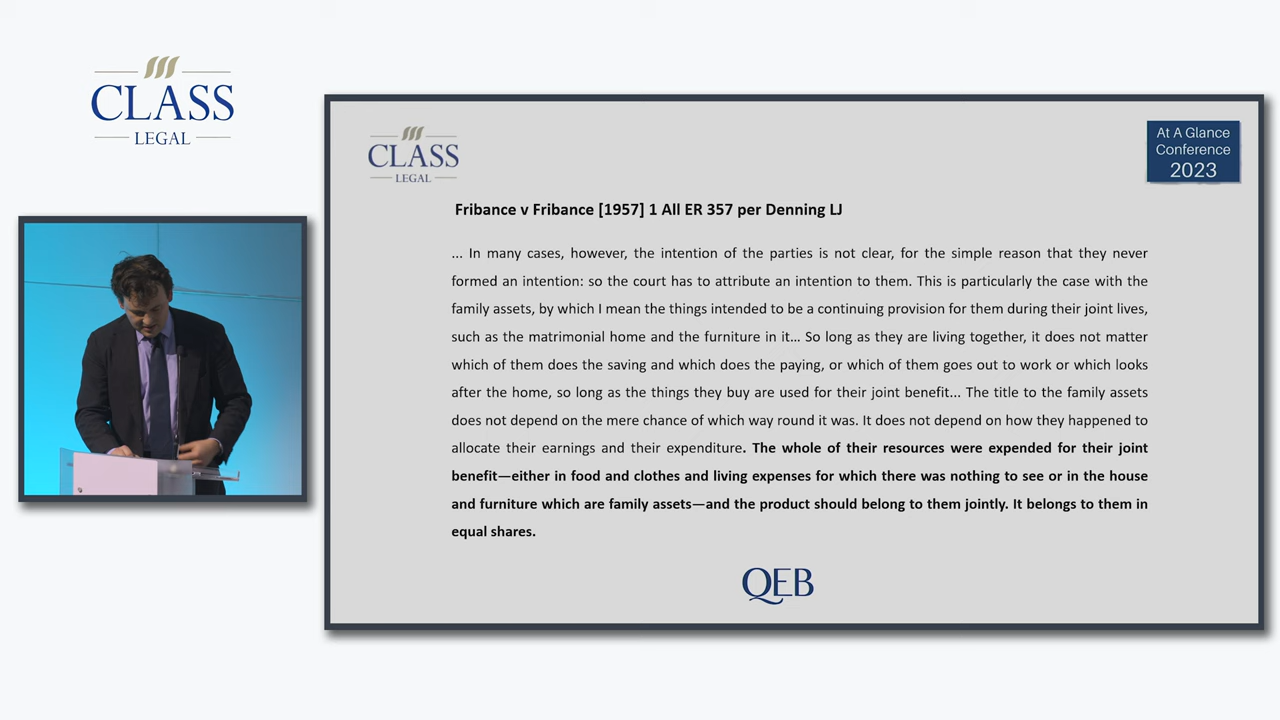 CLASS
LEGAL
CLASS
LEGAL
At A Glance
Conference
2023
Fribance v Fribance [1957] 1 All ER 357 per Denning LJ
... In many cases, however, the intention of the parties is not clear, for the simple reason that they never
formed an intention: so the court has to attribute an intention to them. This is particularly the case with the
family assets, by which I mean the things intended to be a continuing provision for them during their joint lives,
such as the matrimonial home and the furniture in it... So long as they are living together, it does not matter
which of them does the saving and which does the paying, or which of them goes out to work or which looks
after the home, so long as the things they buy are used for their joint benefit... The title to the family assets
does not depend on the mere chance of which way round it was. It does not depend on how they happened to
allocate their earnings and their expenditure. The whole of their resources were expended for their joint
benefit—either in food and clothes and living expenses for which there was nothing to see or in the house
and furniture which are family assets—and the product should belong to them jointly. It belongs to them in
equal shares.
QEB